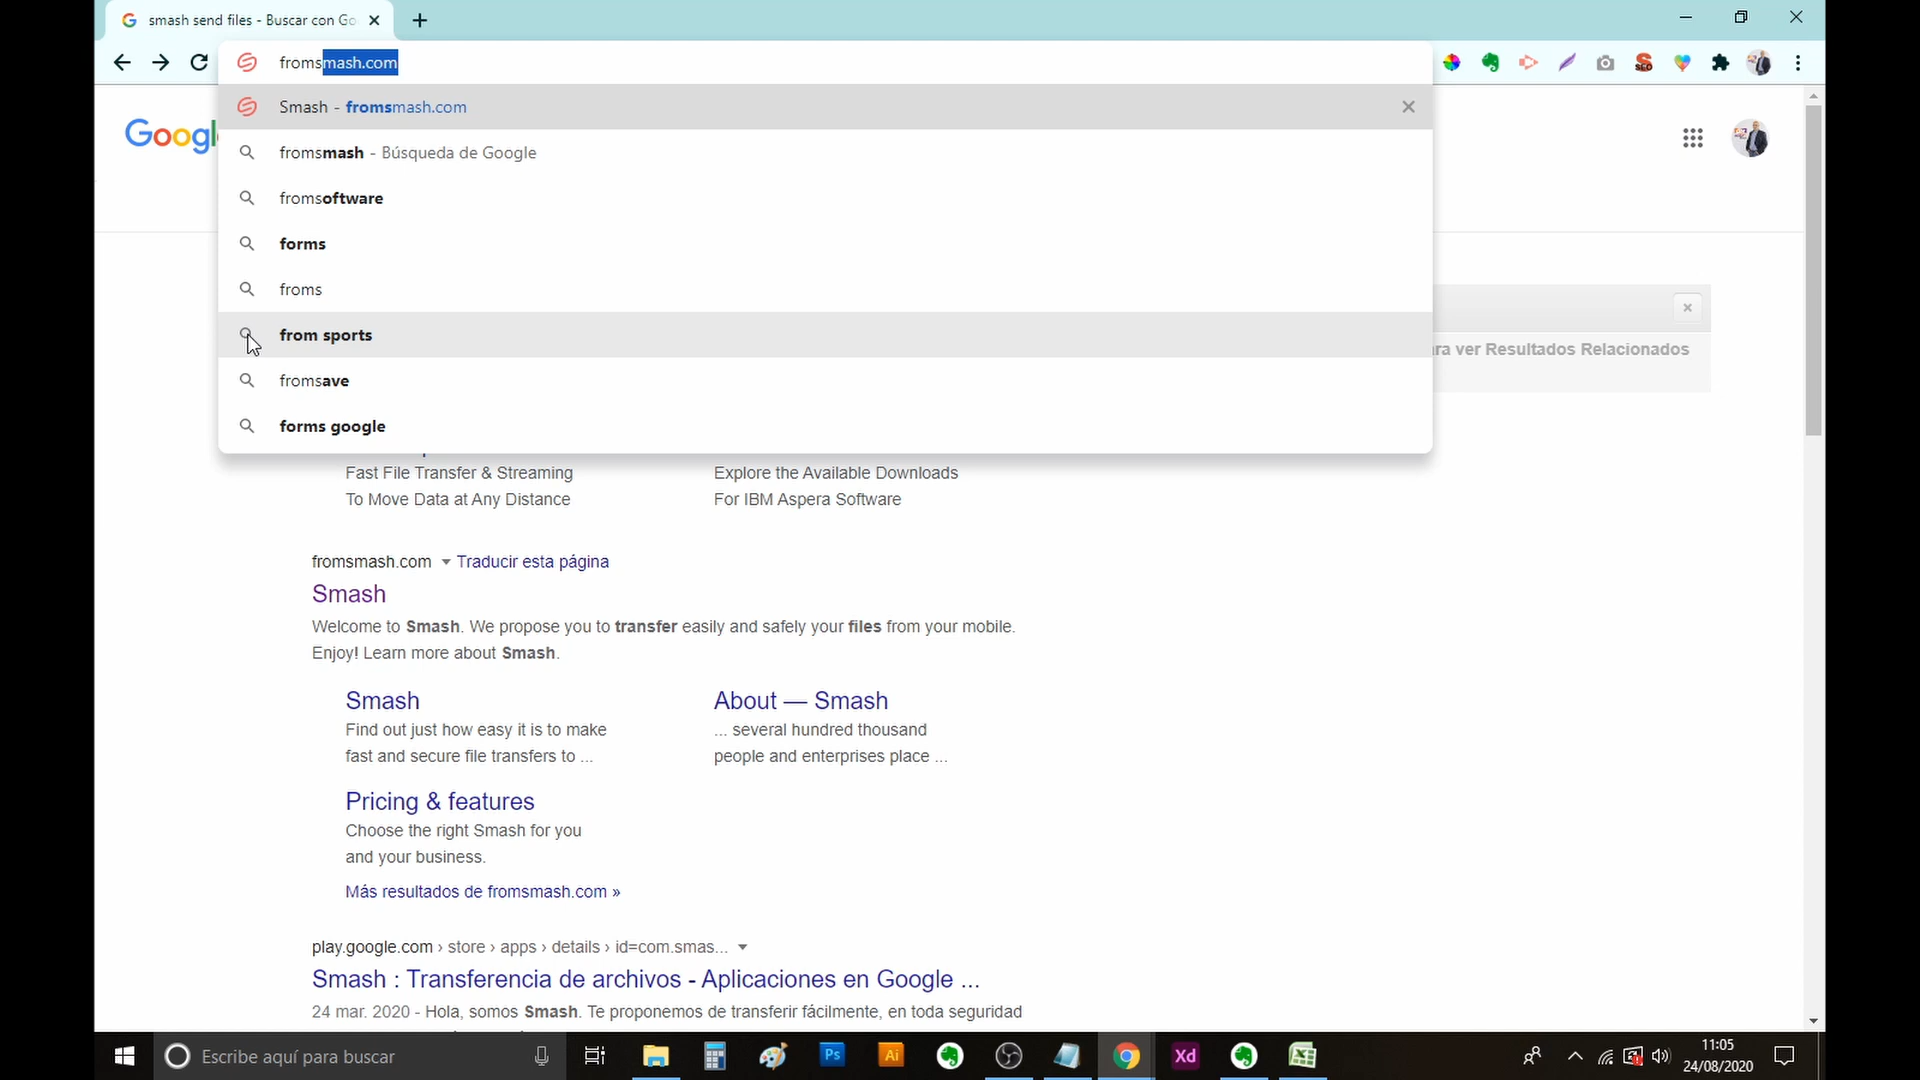 smash send files - Buscar con Go
fromsmash.com
Smash - fromsmash.com
fromsmash - Búsqueda de Google
fromsoftware
forms
froms
from sports
fromsave
forms google
Googl
ra ver Resultados Relacionados
Fast File Transfer & Streaming
To Move Data at Any Distance
Explore the Available Downloads
For IBM Aspera Software
fromsmash.com Traducir esta página
Smash
Welcome to Smash. We propose you to transfer easily and safely your files from your mobile.
Enjoy! Learn more about Smash.
Smash
Find out just how easy it is to make
fast and secure file transfers to ...
About — Smash
... several hundred thousand
people and enterprises place ...
Pricing & features
Choose the right Smash for you
and your business.
Más resultados de fromsmash.com »
play.google.com › store › apps › details › id=com.smas...
Smash : Transferencia de archivos - Aplicaciones en Google ...
24 mar. 2020 - Hola, somos Smash. Te proponemos de transferir fácilmente, en toda seguridad
Escribe aquí para buscar
Ps
Ai
Xd
11:05
24/08/2020